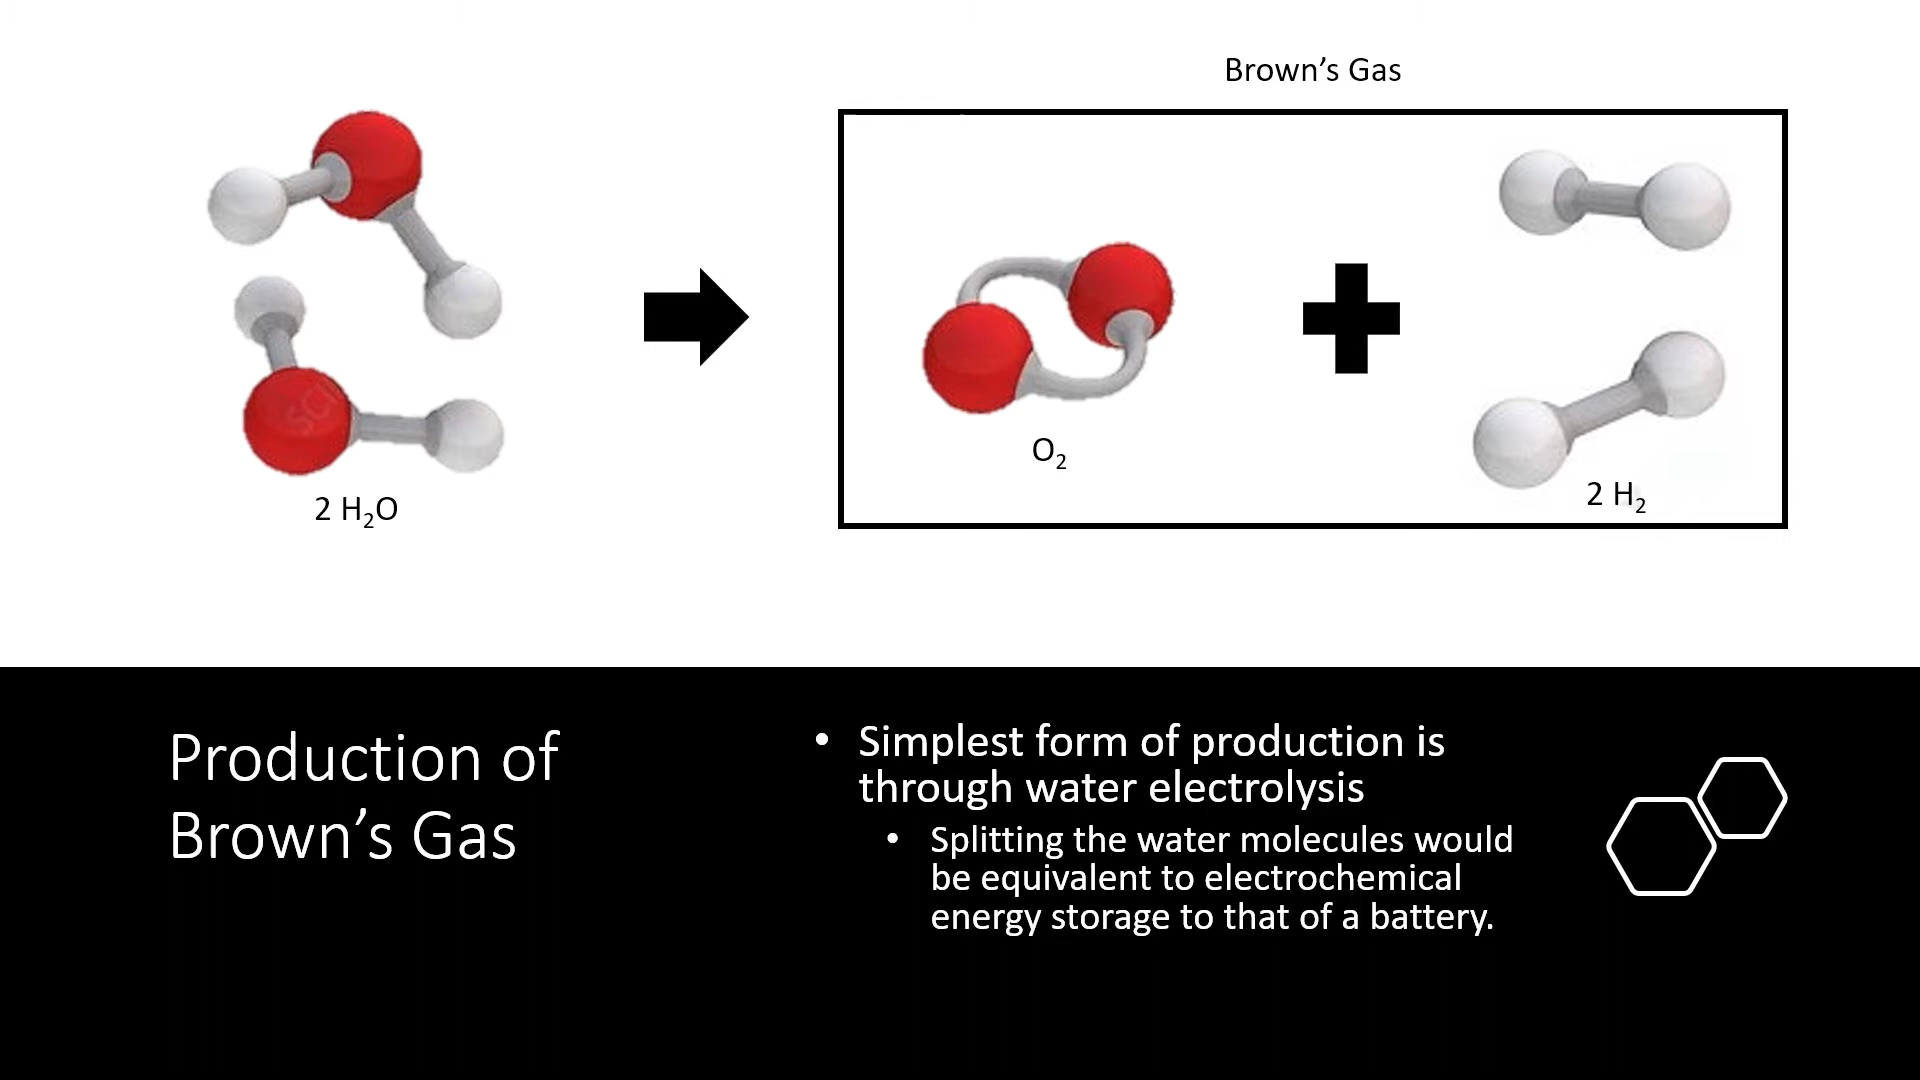 Brown’s Gas
O₂
2 H₂
2 H₂O
Production of
Brown’s Gas
• Simplest form of production is
through water electrolysis
• Splitting the water molecules would
be equivalent to electrochemical
energy storage to that of a battery.